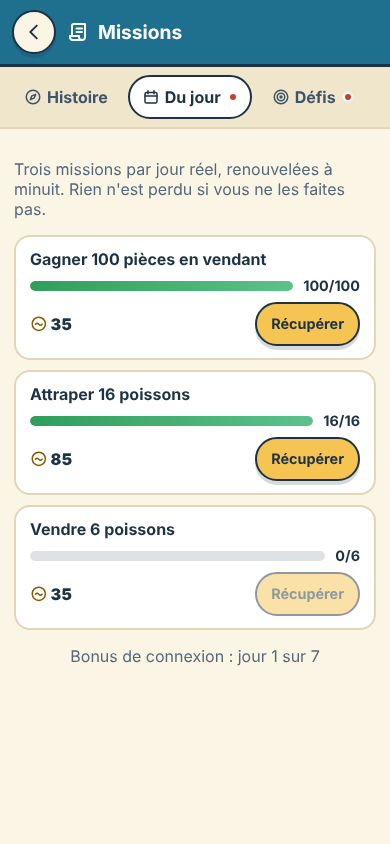 Missions
Histoire
Du jour
Défis
Trois missions par jour réel, renouvelées à
minuit. Rien n'est perdu si vous ne les faites
pas.
Gagner 100 pièces en vendant
100/100
35
Récupérer
Attraper 16 poissons
16/16
85
Récupérer
Vendre 6 poissons
0/6
35
Récupérer
Bonus de connexion : jour 1 sur 7